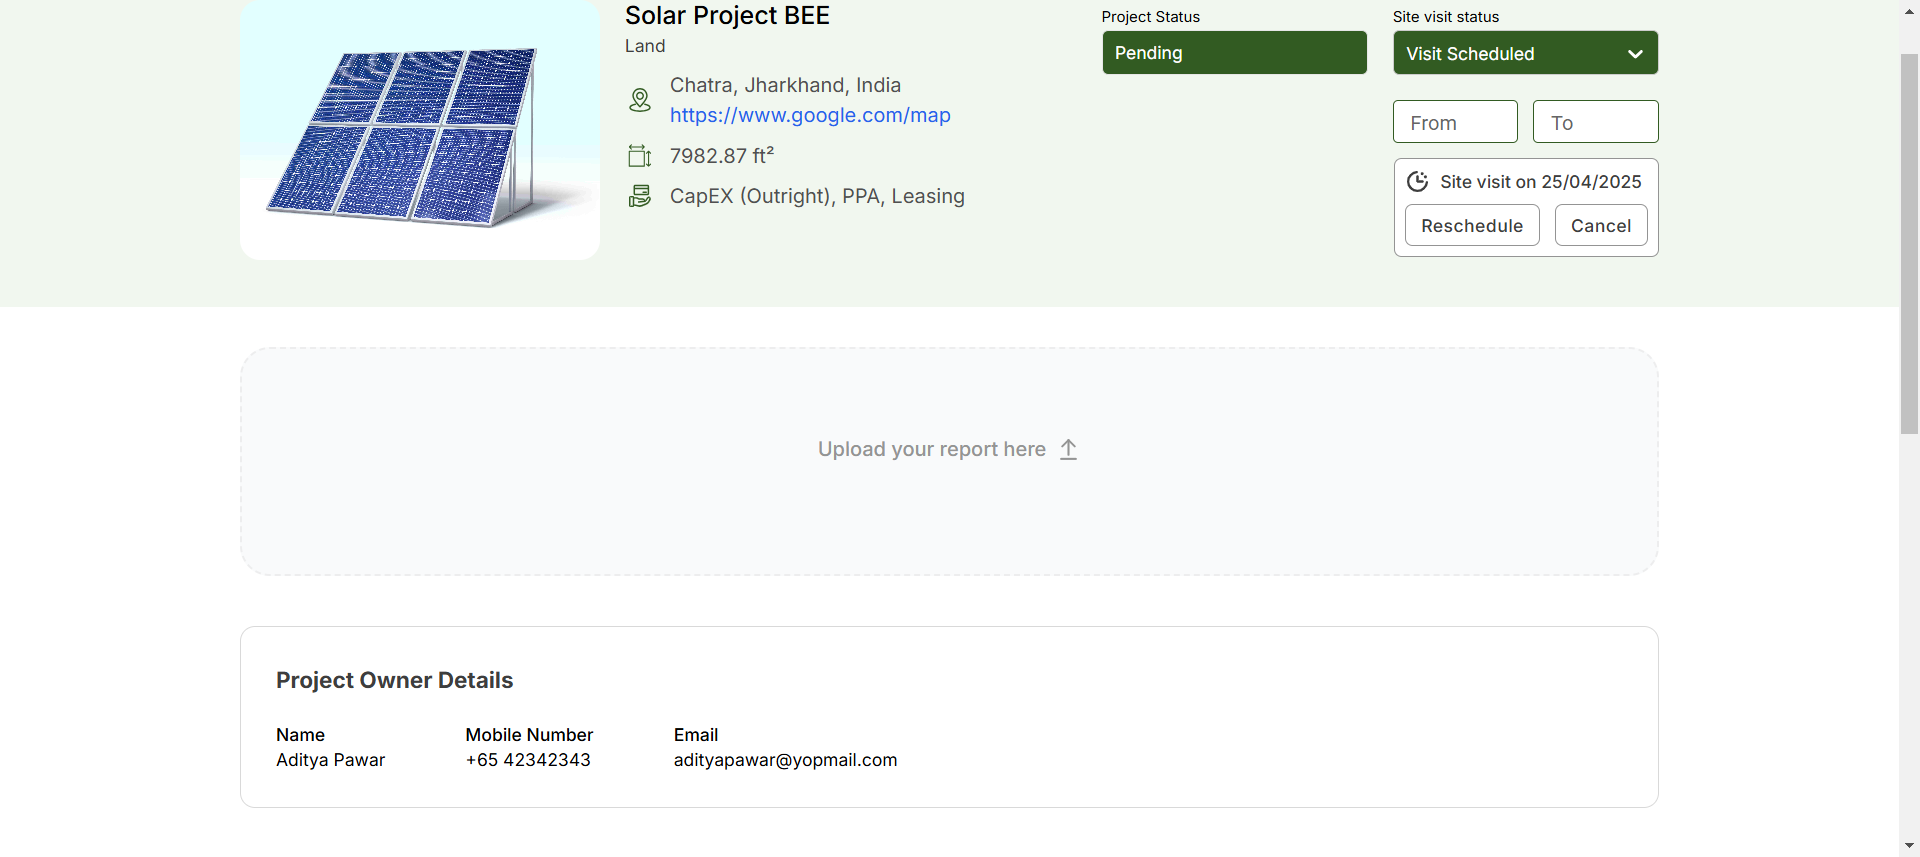 Solar Project BEE
Land
Chatra, Jharkhand, India
https://www.google.com/map
7982.87 ft²
CapEX (Outright), PPA, Leasing
Project Status
Pending
Site visit status
Visit Scheduled
From To
Site visit on 25/04/2025
Reschedule Cancel
Upload your report here
Project Owner Details
Name Mobile Number Email
Aditya Pawar +65 42342343 adityapawar@yopmail.com